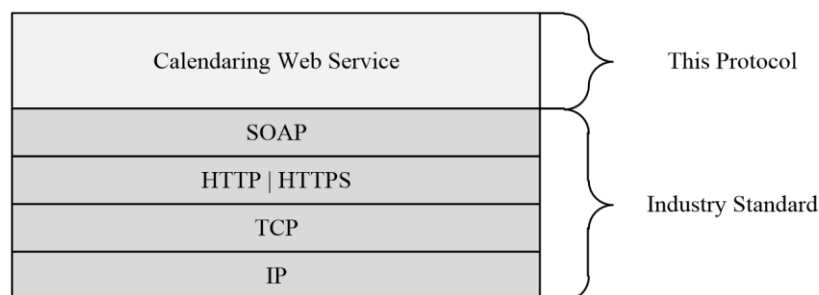 Calendaring Web Service
This Protocol
SOAP
HTTP | HTTPS
TCP
IP
Industry Standard